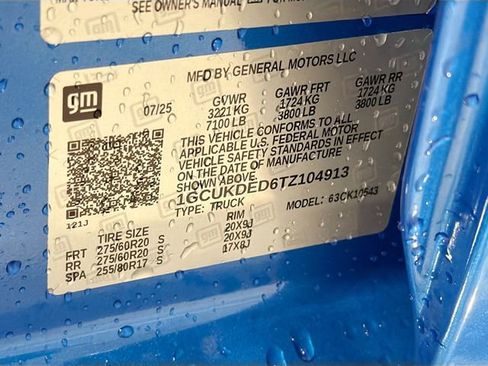 SEE OWNER'S MANUAL
MFD BY GENERAL MOTORS LLC
gm
07/25
GVWR GAWR FRT GAWR RR
3221 KG 1724 KG 1724 KG
7100 LB 3800 LB 3800 LB
THIS VEHICLE CONFORMS TO ALL
APPLICABLE U.S. FEDERAL MOTOR
VEHICLE SAFETY STANDARDS IN EFFECT
ON THE DATE OF MANUFACTURE
SHOWN ABOVE.
1GCUKDED6TZ104913
TYPE: TRUCK MODEL: 63CK10543
121J
TIRE SIZE RIM
FRT 275/60R20 S 20X9J
RR 275/60R20 S 20X9J
SPA 255/80R17 S 17X8J